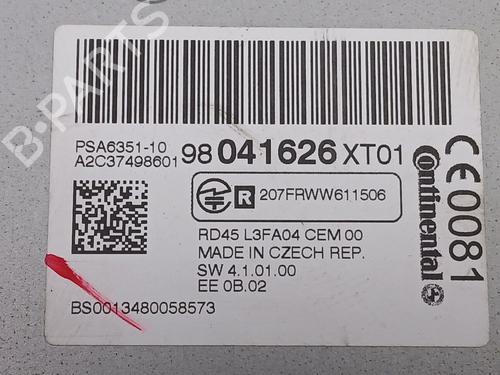 PSA6351-10
A2C37498601
98 041626 XT01
R 207FRWW611506
RD45 L3FA04 CEM 00
MADE IN CZECH REP.
SW 4.1.01.00
EE 0B.02
BS0013480058573
Continental
CE 0081
B-PARTS